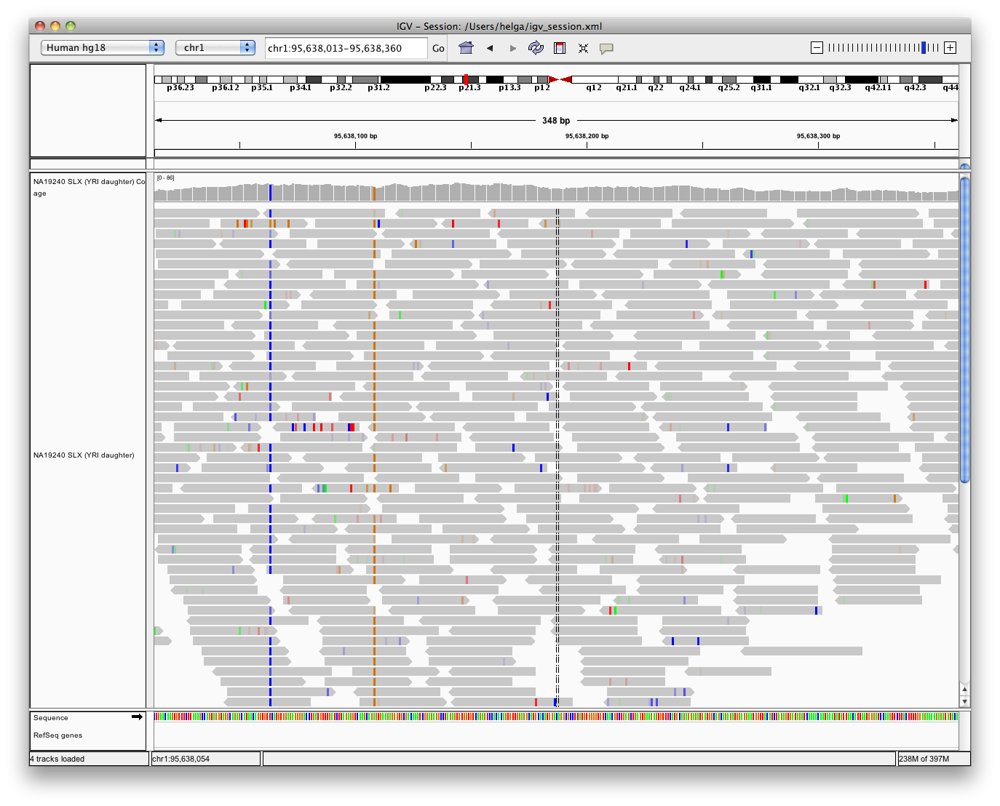 IGV – Session: /Users/helga/igv_session.xml
Human hg18 chr1 chr1:95,638,013–95,638,360 Go
p36.23 p36.12 p35.1 p34.1 p32.2 p31.2 p22.3 p21.3 p13.3 p12 q12 q21.1 q22 q24.1 q25.2 q31.1 q32.1 q32.3 q42.11 q42.3 q44
348 bp
95,638,100 bp 95,638,200 bp 95,638,300 bp
NA19240 SLX (YRI daughter) Co
age
[0 - 86]
NA19240 SLX (YRI daughter)
Sequence
RefSeq genes
4 tracks loaded chr1:95,638,054 238M of 397M